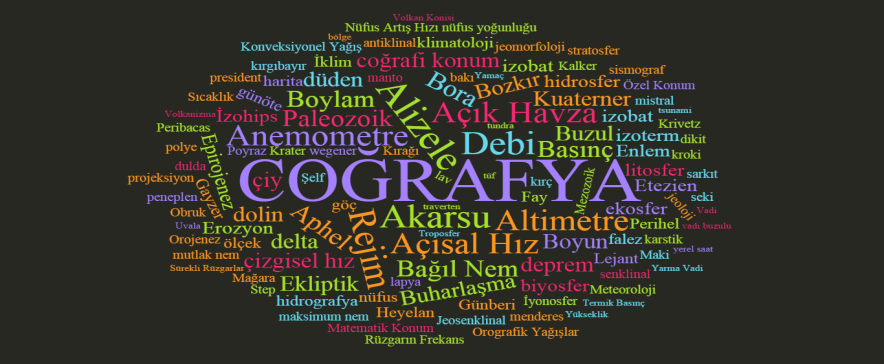 Volkan Konisi
Nüfus Artış Hızı nüfus yoğunluğu
bölge
Konveksiyonel Yağış antiklinal klimatoloji jeomorfoloji stratosfer
kırgıbayır İklim coğrafi konum izobat Kalker sismograf
president harita düden manto Bora bakı Yamaç Bozkır hidrosfer Özel Konum
Sıcaklık günöte Boylam Alizele Açık Havza Kuaterner mistral tsunami
Volkanizma İzohips Paleozoik izobat Krivetz
Peribacas Anemometre tundra Debi Buzul izoterm dikit
polye Epirojenez Poyraz Krater wegener Kırağı Basınç Enlem kroki
dulda COĞRAFYA litosfer sarkıt
projeksiyon çiy Şelf lav tüf kırç Mezozoik Etezien
peneplen Gayzer göç traverten Fay ekosfer jeoloji seki
Obruk dolin Aphel Rejim Akarsu Altimetre Perihel Vadi vadi buzulu
Uvala Erozyon Troposfer
Orojenez ölçek delta Açısal Hız Boyun falez karstik yerel saat
mutlak nem çizgisel hız Bağıl Nem deprem Lejant Maki
Sürekli Rüzgarlar senklinal Yarma Vadi
Mağara Ekliptik lapya Buharlaşma biyosfer Meteoroloji
Step hidrografya nüfus Günberi İyonosfer Termik Basınç
maksimum nem Heyelan Jeosenklinal menderes Yükseklik
Matematik Konum Orografik Yağışlar
Rüzgarın Frekans